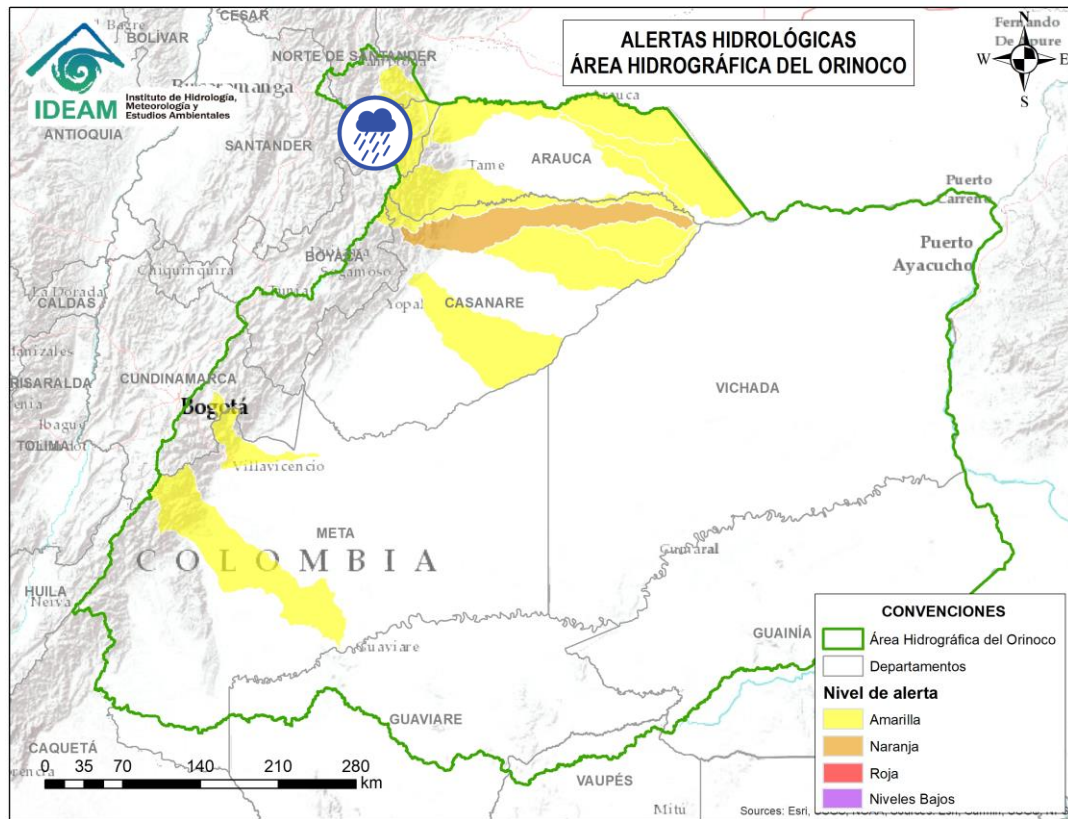 ALERTAS HIDROLÓGICAS
ÁREA HIDROGRÁFICA DEL ORINOCO
IDEAM
Instituto de Hidrología,
Meteorología y
Estudios Ambientales
N
W
E
S
CESAR
BOLÍVAR
NORTE DE SANTANDER
Fernando
De Apure
ANTIOQUIA
SANTANDER
Arauca
Tame
ARAUCA
Puerto
Carreño
Puerto
Ayacucho
BOYACÁ
Sogamoso
Chiquinquira
La Dorada
Tunja
CALDAS
Yopal
CASANARE
Manizales
RISARALDA
CUNDINAMARCA
VICHADA
Bogotá
Ibague
TOLIMA
Villavicencio
META
COLOMBIA
Cumaral
HUILA
Neiva
Guaviare
GUAINÍA
GUAVIARE
CAQUETÁ
VAUPÉS
Mitú
0 35 70 140 210 280
km
CONVENCIONES
Área Hidrográfica del Orinoco
Departamentos
Nivel de alerta
Amarilla
Naranja
Roja
Niveles Bajos
Sources: Esri,